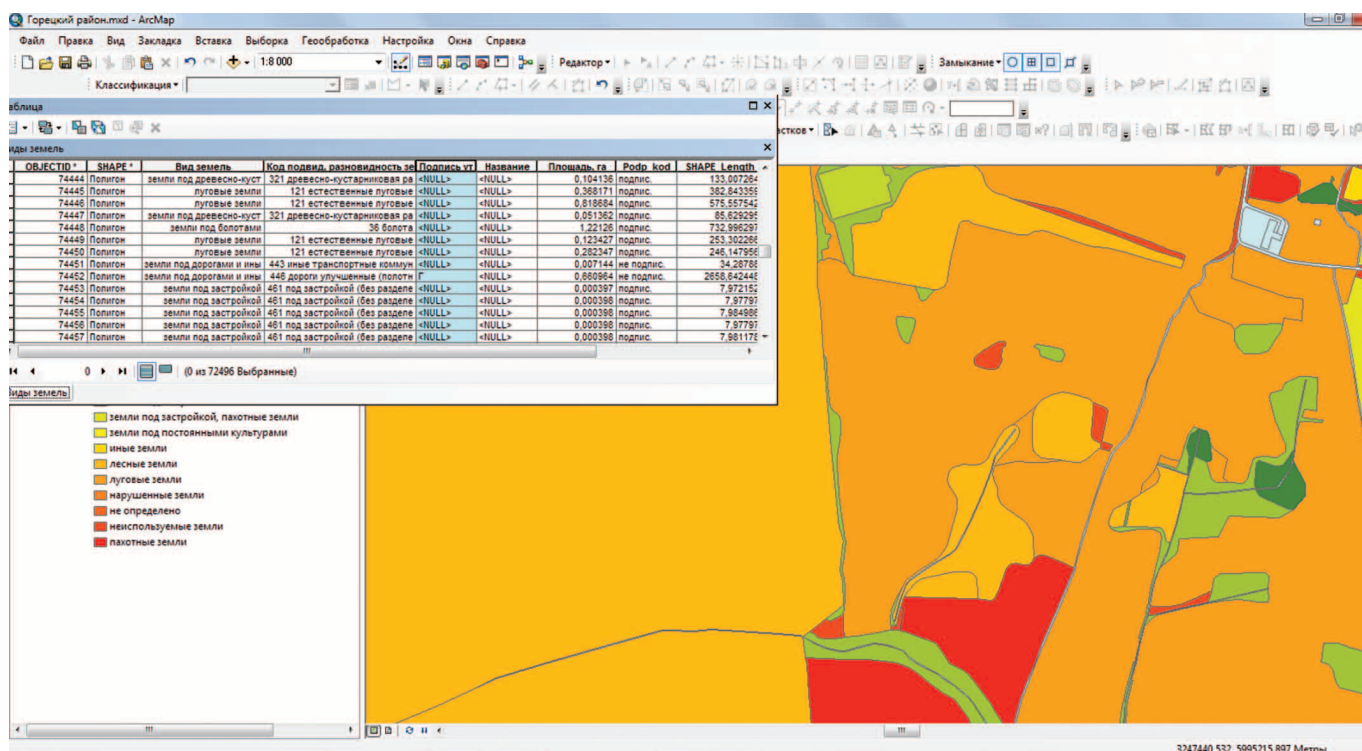 Горецкий район.mxd - ArcMap
Файл Правка Вид Закладка Вставка Выборка Геообработка Настройка Окна Справка
1:8 000 Редактор Замыкание
Классификация
аблица
стков
иды земель
OBJECTID * SHAPE * Вид земель Код подвид, разновидность зе Подпись уг Название Площадь, га Podp_kod SHAPE_Length
74444 Полигон земли под древесно-куст 321 древесно-кустарниковая ра <NULL> <NULL> 0,104136 подпис. 133,007264
74445 Полигон луговые земли 121 естественные луговые <NULL> <NULL> 0,368171 подпис. 382,843359
74446 Полигон луговые земли 121 естественные луговые <NULL> <NULL> 0,818684 подпис. 575,557542
74447 Полигон земли под древесно-куст 321 древесно-кустарниковая ра <NULL> <NULL> 0,051362 подпис. 85,629295
74448 Полигон земли под болотами 36 болота <NULL> <NULL> 1,22126 подпис. 732,996297
74449 Полигон луговые земли 121 естественные луговые <NULL> <NULL> 0,123427 подпис. 253,302266
74450 Полигон луговые земли 121 естественные луговые <NULL> <NULL> 0,282347 подпис. 246,147956
74451 Полигон земли под дорогами и ины 443 иные транспортные коммун <NULL> <NULL> 0,007144 не подпис. 34,28788
74452 Полигон земли под дорогами и ины 446 дороги улучшенные (полотн Г <NULL> 0,660964 не подпис. 2658,642448
74453 Полигон земли под застройкой 461 под застройкой (без разделе <NULL> <NULL> 0,000397 подпис. 7,972152
74454 Полигон земли под застройкой 461 под застройкой (без разделе <NULL> <NULL> 0,000398 подпис. 7,97797
74455 Полигон земли под застройкой 461 под застройкой (без разделе <NULL> <NULL> 0,000398 подпис. 7,984986
74456 Полигон земли под застройкой 461 под застройкой (без разделе <NULL> <NULL> 0,000398 подпис. 7,97797
74457 Полигон земли под застройкой 461 под застройкой (без разделе <NULL> <NULL> 0,000398 подпис. 7,981178
0 (0 из 72496 Выбранные)
иды земель
земли под застройкой, пахотные земли
земли под постоянными культурами
иные земли
лесные земли
луговые земли
нарушенные земли
не определено
неиспользуемые земли
пахотные земли
3247440,532 5995215,897 Метры